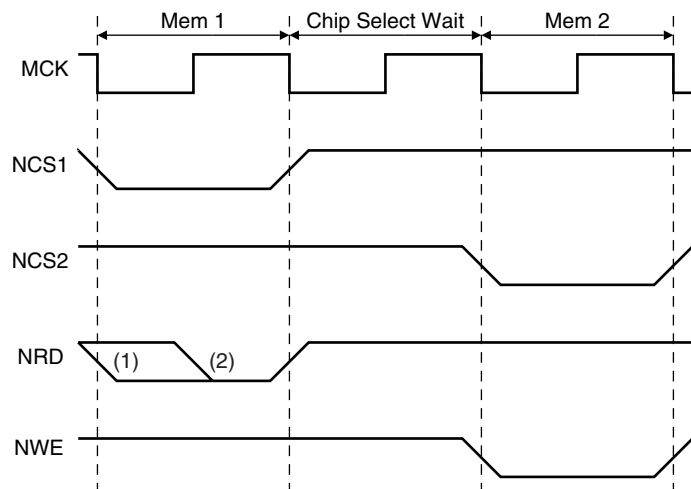 Mem 1 Chip Select Wait Mem 2
MCK
NCS1
NCS2
NRD (1) (2)
NWE